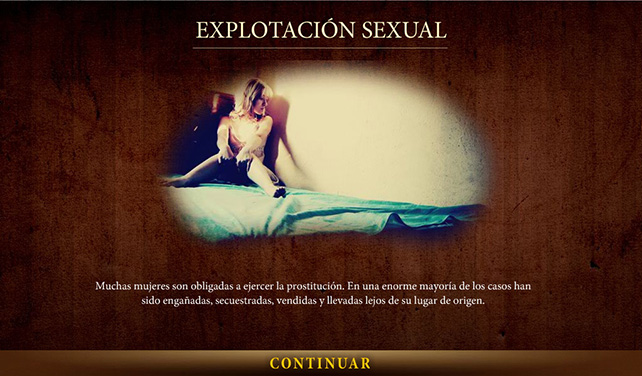 EXPLOTACIÓN SEXUAL
Muchas mujeres son obligadas a ejercer la prostitución. En una enorme mayoría de los casos han
sido engañadas, secuestradas, vendidas y llevadas lejos de su lugar de origen.
CONTINUAR